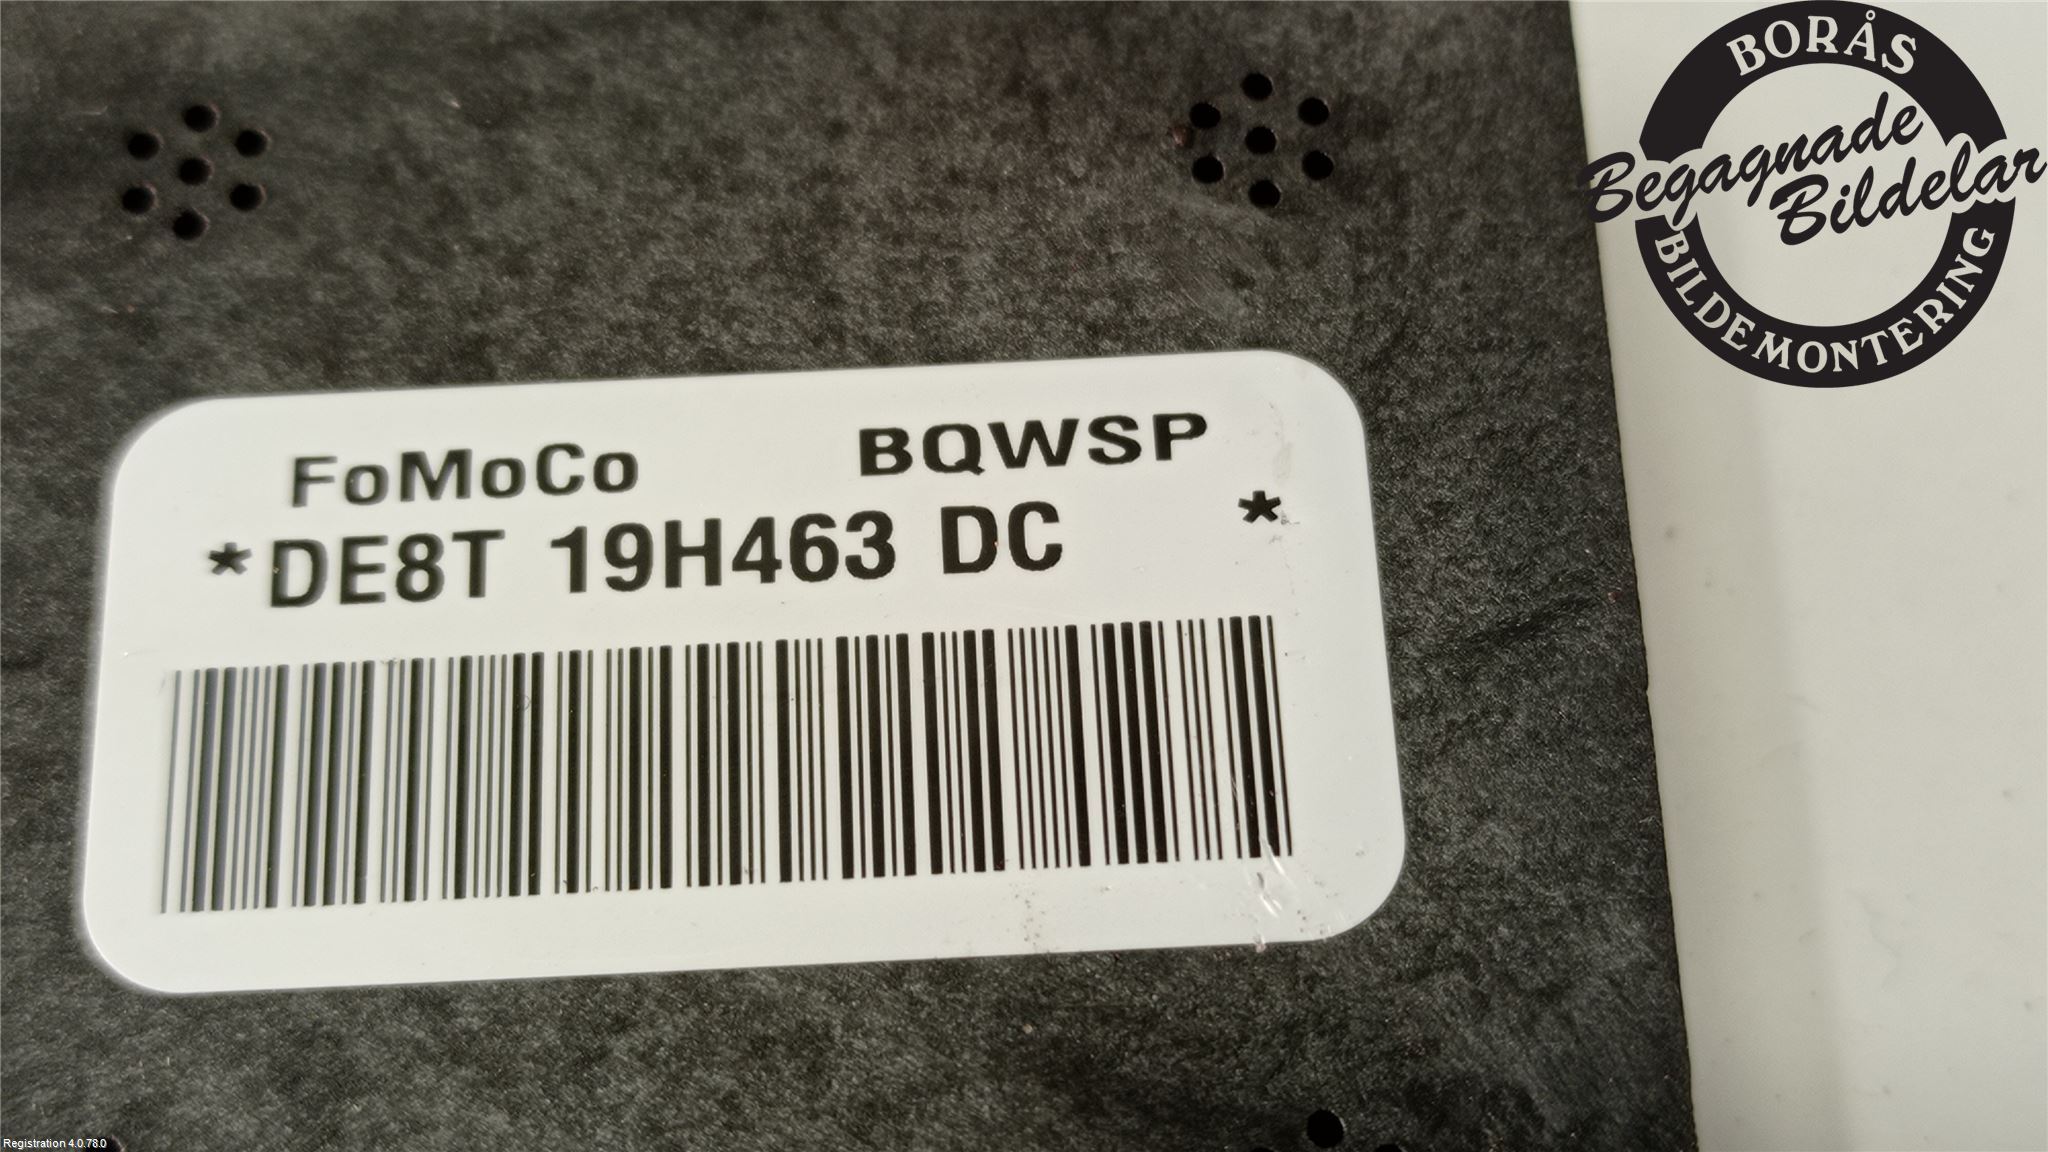 BORÅS
Begagnade
Bildelar
BILDEMONTERING
FoMoCo BQWSP
*DE8T 19H463 DC *
Registration 4.0.78.0